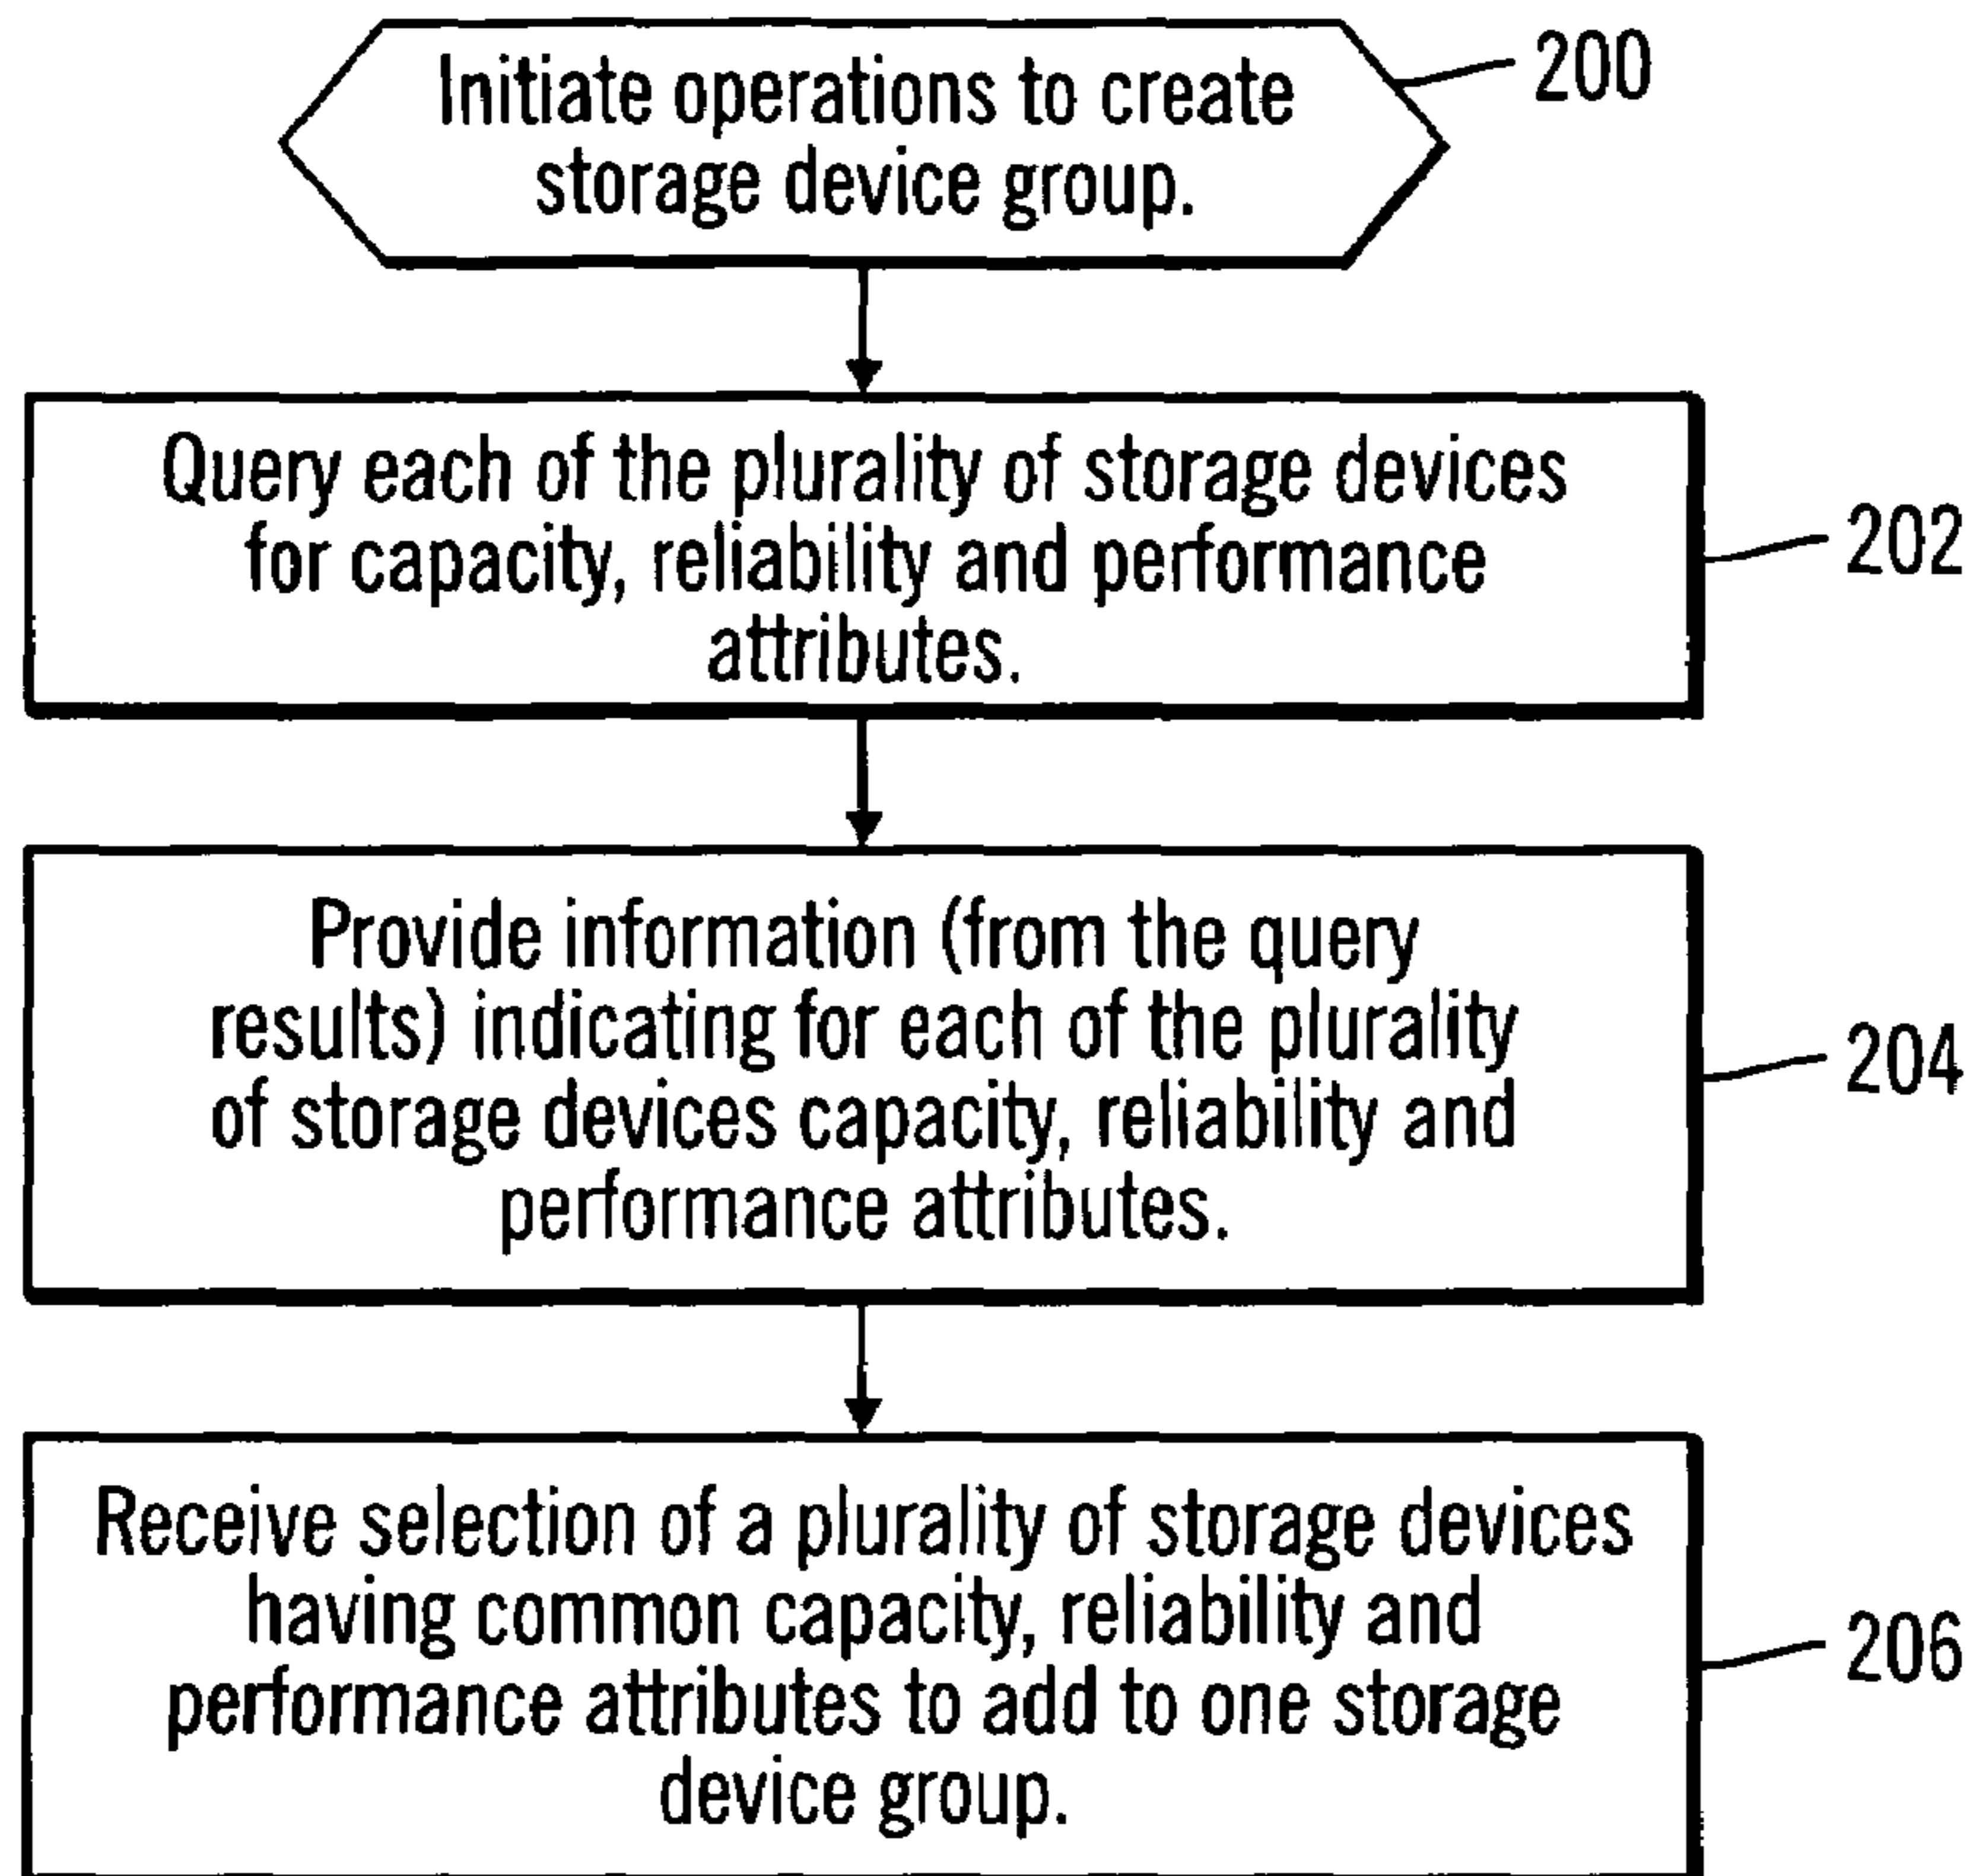 Initiate operations to create
storage device group.
200
Query each of the plurality of storage devices
for capacity, reliability and performance
attributes.
202
Provide information (from the query
results) indicating for each of the plurality
of storage devices capacity, reliability and
performance attributes.
204
Receive selection of a plurality of storage devices
having common capacity, reliability and
performance attributes to add to one storage
device group.
206